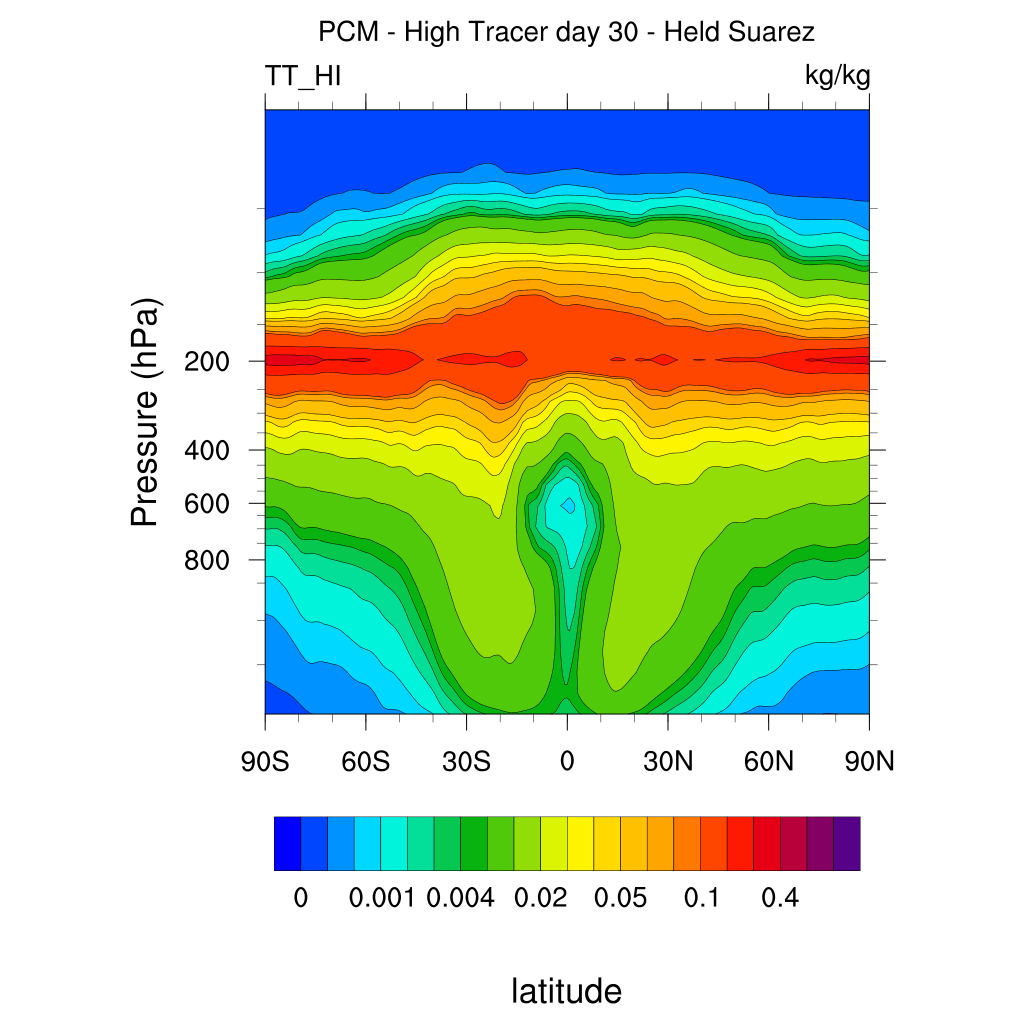 PCM - High Tracer day 30 - Held Suarez
TT_HI kg/kg
Pressure (hPa)
200
400
600
800
90S 60S 30S 0 30N 60N 90N
0 0.001 0.004 0.02 0.05 0.1 0.4
latitude